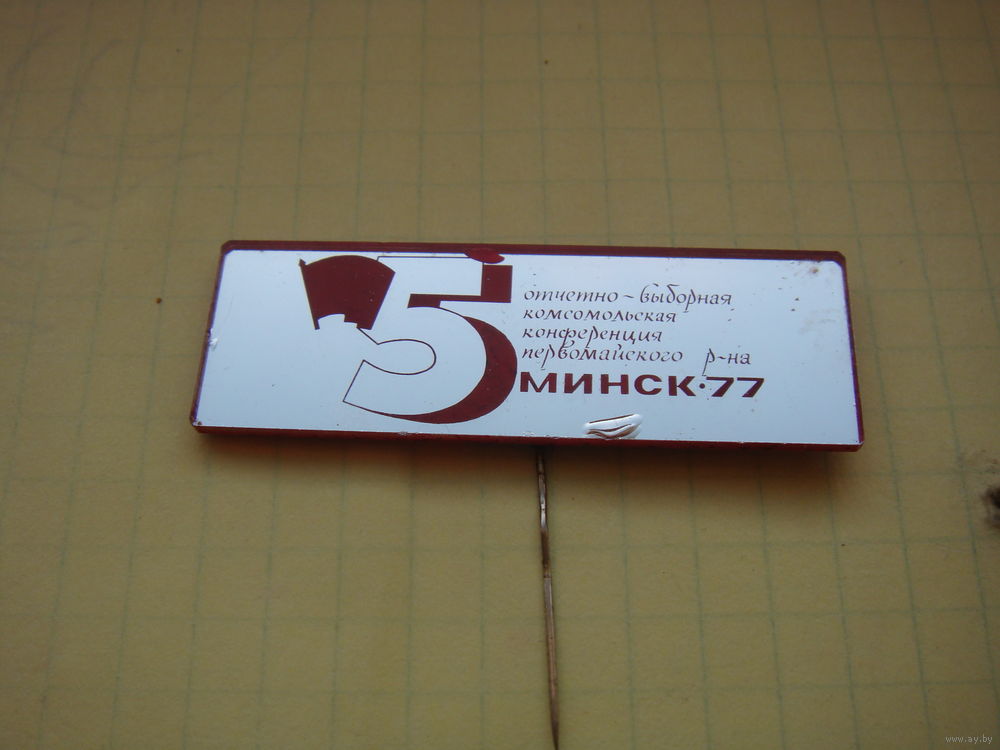 5
отчетно-выборная
комсомольская
конференция
первомайского р-на
МИНСК·77
www.ay.by